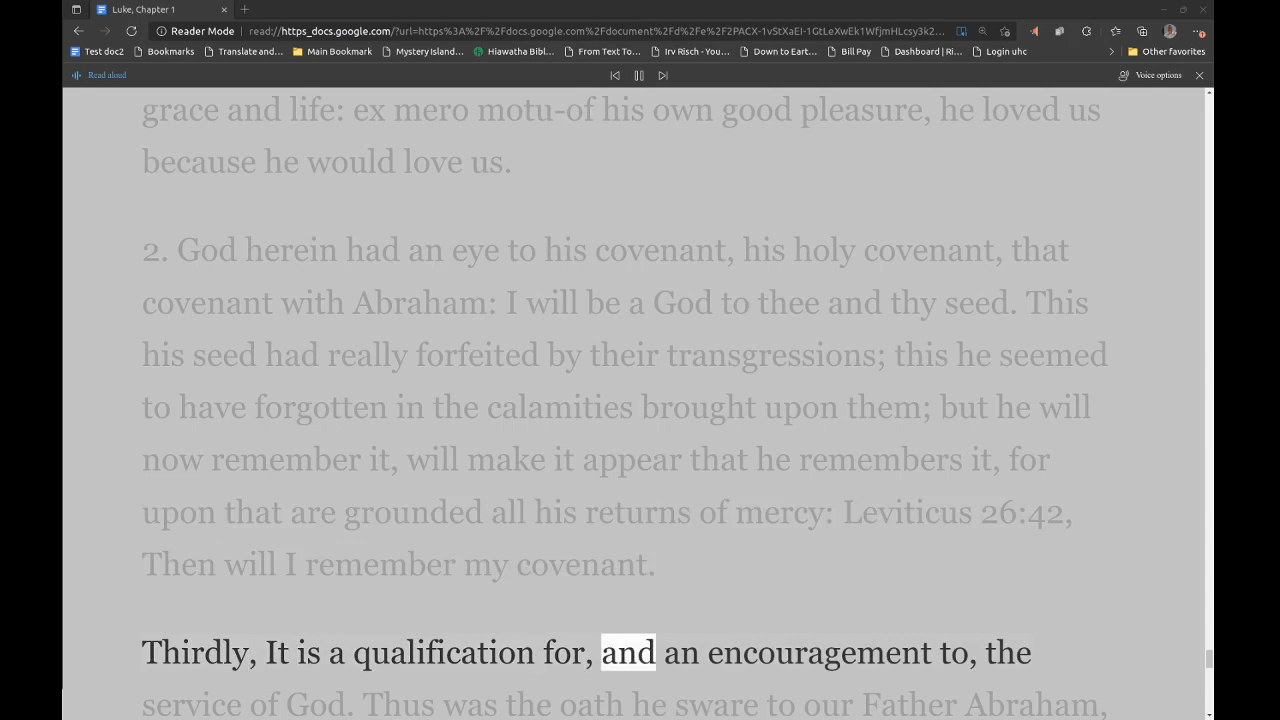 Luke, Chapter 1
Reader Mode read://https_docs.google.com/?url=https%3A%2F%2Fdocs.google.com%2Fdocument%2Fd%2Fe%2F2PACX-1vStXaEI-1GtLeXwEk1WfjmHLcsy3k2...
Test doc2 Bookmarks Translate and... Main Bookmark Mystery Island... Hiawatha Bibl... From Text To... Irv Risch - You... Down to Eart... Bill Pay Dashboard | Ri... Login uhc Other favorites
Read aloud Voice options
grace and life: ex mero motu-of his own good pleasure, he loved us
because he would love us.
2. God herein had an eye to his covenant, his holy covenant, that
covenant with Abraham: I will be a God to thee and thy seed. This
his seed had really forfeited by their transgressions; this he seemed
to have forgotten in the calamities brought upon them; but he will
now remember it, will make it appear that he remembers it, for
upon that are grounded all his returns of mercy: Leviticus 26:42,
Then will I remember my covenant.
Thirdly, It is a qualification for, and an encouragement to, the
service of God. Thus was the oath he sware to our Father Abraham,